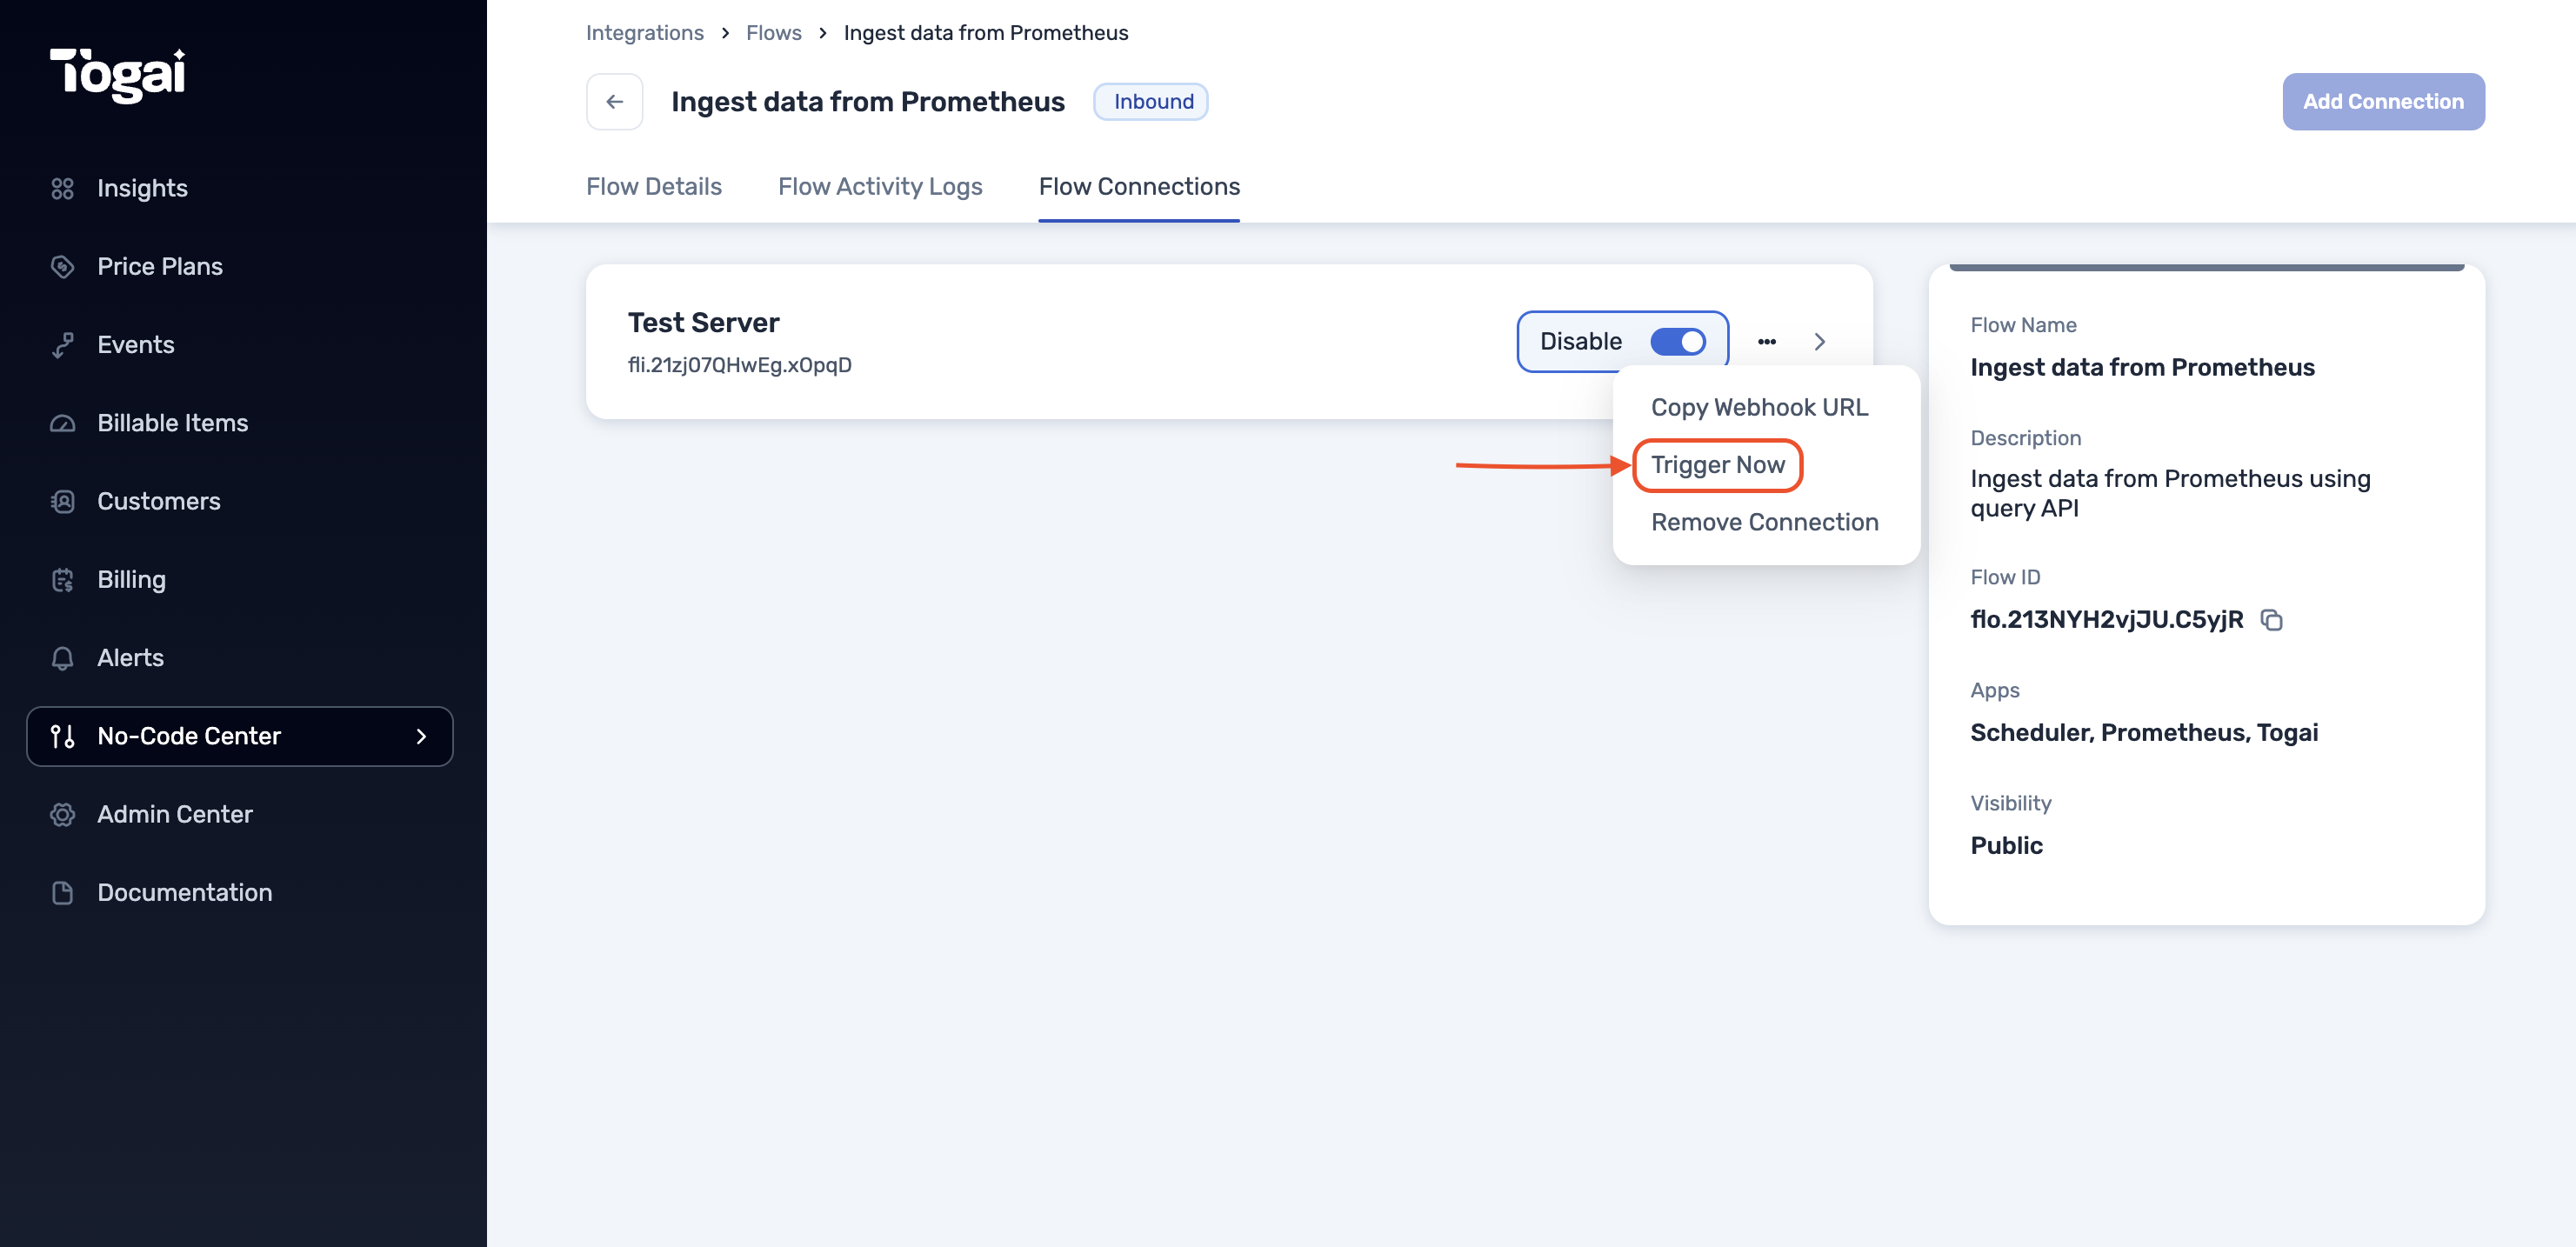 Togai
Insights
Price Plans
Events
Billable Items
Customers
Billing
Alerts
No-Code Center
Admin Center
Documentation
Integrations > Flows > Ingest data from Prometheus
Ingest data from Prometheus
Inbound
Add Connection
Flow Details
Flow Activity Logs
Flow Connections
Test Server
fli.21zj07QHwEg.x0pqD
Disable
Copy Webhook URL
Trigger Now
Remove Connection
Flow Name
Ingest data from Prometheus
Description
Ingest data from Prometheus using
query API
Flow ID
flo.213NYH2vjJU.C5yjR
Apps
Scheduler, Prometheus, Togai
Visibility
Public